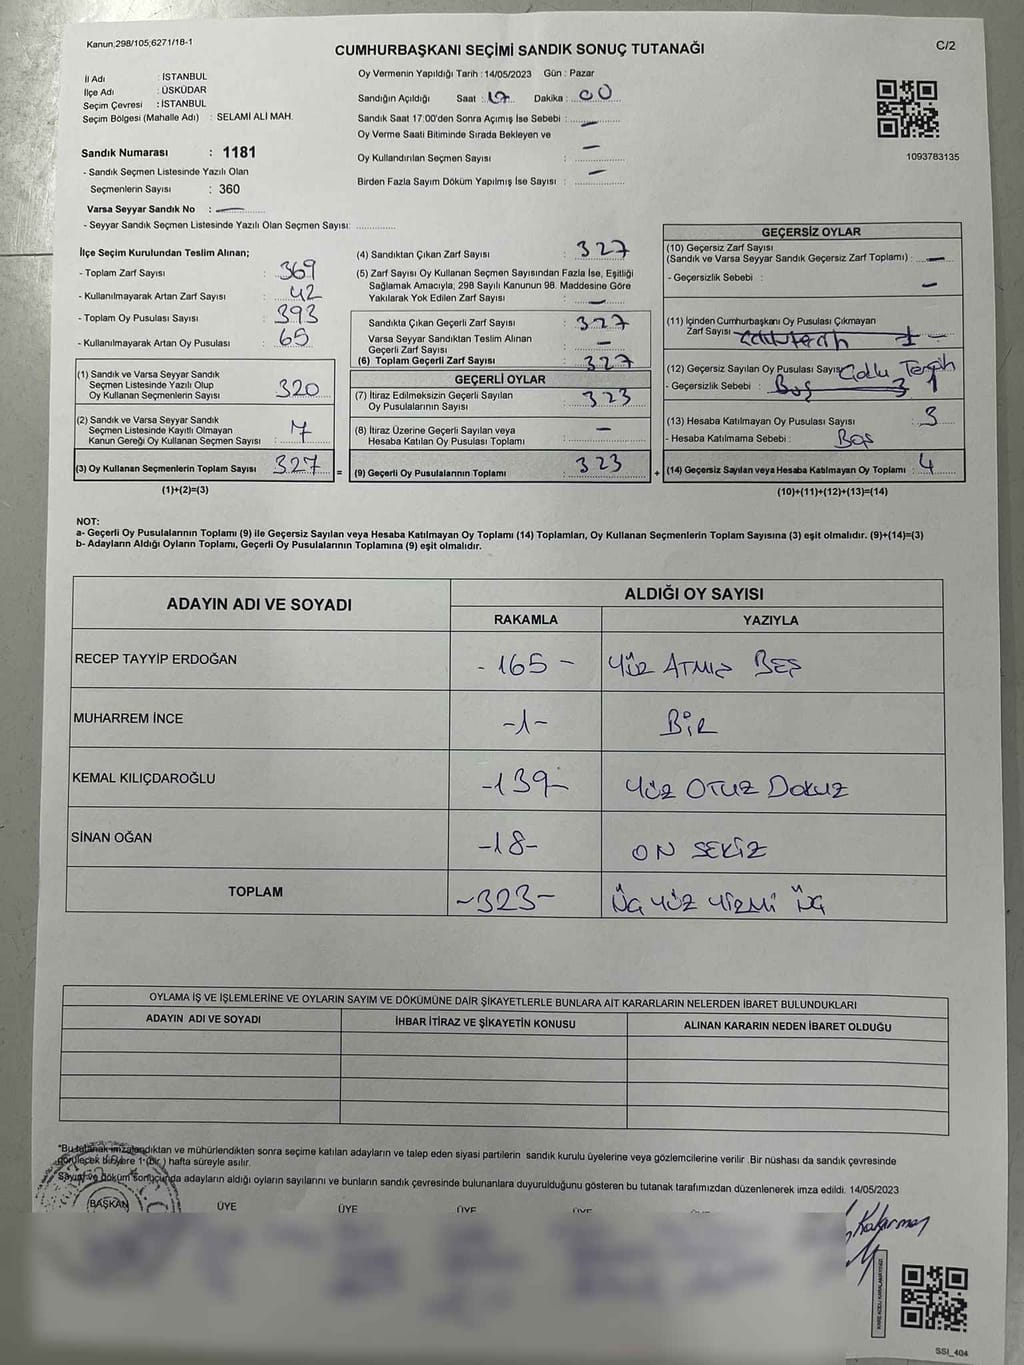 Kanun;298/105;6271/18-1
CUMHURBAŞKANI SEÇİMİ SANDIK SONUÇ TUTANAĞI
C/2
İl Adı : İSTANBUL
İlçe Adı : ÜSKÜDAR
Seçim Çevresi : İSTANBUL
Seçim Bölgesi (Mahalle Adı) : SELAMİ ALİ MAH.
Sandık Numarası : 1181
- Sandık Seçmen Listesinde Yazılı Olan
Seçmenlerin Sayısı : 360
Varsa Seyyar Sandık No : —
- Seyyar Sandık Seçmen Listesinde Yazılı Olan Seçmen Sayısı: ..............
Oy Vermenin Yapıldığı Tarih : 14/05/2023 Gün : Pazar
Sandığın Açıldığı Saat : 17 Dakika : 00
Sandık Saat 17:00'den Sonra Açımış İse Sebebi : —
Oy Verme Saati Bitiminde Sırada Bekleyen ve
Oy Kullandırılan Seçmen Sayısı : —
Birden Fazla Sayım Döküm Yapılmış İse Sayısı : —
1093783135
İlçe Seçim Kurulundan Teslim Alınan;
- Toplam Zarf Sayısı : 369
- Kullanılmayarak Artan Zarf Sayısı : 42
- Toplam Oy Pusulası Sayısı : 393
- Kullanılmayarak Artan Oy Pusulası : 65
(1) Sandık ve Varsa Seyyar Sandık
Seçmen Listesinde Yazılı Olup
Oy Kullanan Seçmenlerin Sayısı : 320
(2) Sandık ve Varsa Seyyar Sandık
Seçmen Listesinde Kayıtlı Olmayan
Kanun Gereği Oy Kullanan Seçmen Sayısı : 7
(3) Oy Kullanan Seçmenlerin Toplam Sayısı : 327 =
(1)+(2)=(3)
(4) Sandıktan Çıkan Zarf Sayısı : 327
(5) Zarf Sayısı Oy Kullanan Seçmen Sayısından Fazla İse, Eşitliği
Sağlamak Amacıyla; 298 Sayılı Kanunun 98. Maddesine Göre
Yakılarak Yok Edilen Zarf Sayısı : —
Sandıkta Çıkan Geçerli Zarf Sayısı : 327
Varsa Seyyar Sandıktan Teslim Alınan
Geçerli Zarf Sayısı : —
(6) Toplam Geçerli Zarf Sayısı : 327
GEÇERLİ OYLAR
(7) İtiraz Edilmeksizin Geçerli Sayılan
Oy Pusulalarının Sayısı : 323
(8) İtiraz Üzerine Geçerli Sayılan veya
Hesaba Katılan Oy Pusulası Toplamı : —
(9) Geçerli Oy Pusulalarının Toplamı : 323 +
GEÇERSİZ OYLAR
(10) Geçersiz Zarf Sayısı
(Sandık ve Varsa Seyyar Sandık Geçersiz Zarf Toplamı) : —
- Geçersizlik Sebebi : —
(11) İçinden Cumhurbaşkanı Oy Pusulası Çıkmayan
Zarf Sayısı
(12) Geçersiz Sayılan Oy Pusulası Sayısı Çoklu Tercih
- Geçersizlik Sebebi : Boş 3 1
(13) Hesaba Katılmayan Oy Pusulası Sayısı : 3
- Hesaba Katılmama Sebebi : Boş
(14) Geçersiz Sayılan veya Hesaba Katılmayan Oy Toplamı : 4
(10)+(11)+(12)+(13)=(14)
NOT:
a- Geçerli Oy Pusulalarının Toplamı (9) ile Geçersiz Sayılan veya Hesaba Katılmayan Oy Toplamı (14) Toplamları, Oy Kullanan Seçmenlerin Toplam Sayısına (3) eşit olmalıdır. (9)+(14)=(3)
b- Adayların Aldığı Oyların Toplamı, Geçerli Oy Pusulalarının Toplamına (9) eşit olmalıdır.
ADAYIN ADI VE SOYADI
ALDIĞI OY SAYISI
RAKAMLA YAZIYLA
RECEP TAYYİP ERDOĞAN - 165 - YÜZ ATMIŞ BEŞ
MUHARREM İNCE -1- BİR
KEMAL KILIÇDAROĞLU -139- YÜZ OTUZ DOKUZ
SİNAN OĞAN -18- ON SEKİZ
TOPLAM -323- ÜÇ YÜZ YİRMİ ÜÇ
OYLAMA İŞ VE İŞLEMLERİNE VE OYLARIN SAYIM VE DÖKÜMÜNE DAİR ŞİKAYETLERLE BUNLARA AİT KARARLARIN NELERDEN İBARET BULUNDUKLARI
ADAYIN ADI VE SOYADI İHBAR İTİRAZ VE ŞİKAYETİN KONUSU ALINAN KARARIN NEDEN İBARET OLDUĞU
*Bu tutanak imzalandıktan ve mühürlendikten sonra seçime katılan adayların ve talep eden siyasi partilerin sandık kurulu üyelerine veya gözlemcilerine verilir .Bir nüshası da sandık çevresinde
görülecek bir yere 1 (bir) hafta süreyle asılır.
Sayım ve döküm sonucunda adayların aldığı oyların sayılarını ve bunların sandık çevresinde bulunanlara duyurulduğunu gösteren bu tutanak tarafımızdan düzenlenerek imza edildi. 14/05/2023
BAŞKAN ÜYE ÜYE ÜYE ÜYE
SSI_404